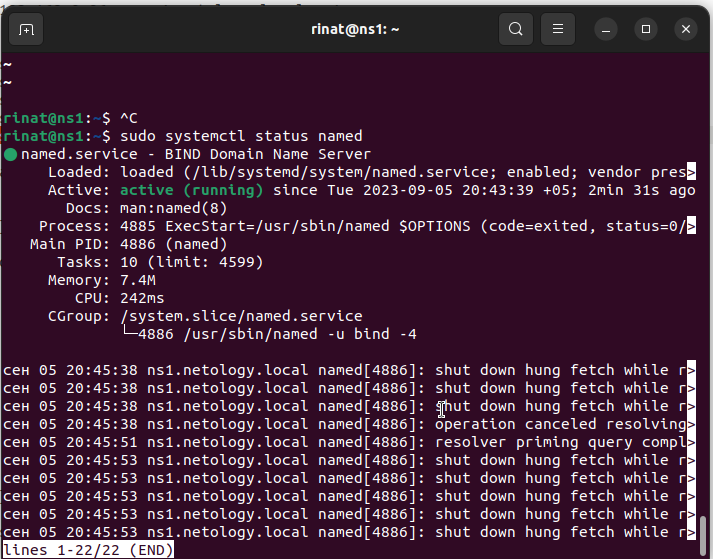 rinat@ns1: ~
~
~
rinat@ns1:~$ ^C
rinat@ns1:~$ sudo systemctl status named
● named.service - BIND Domain Name Server
     Loaded: loaded (/lib/systemd/system/named.service; enabled; vendor pres>
     Active: active (running) since Tue 2023-09-05 20:43:39 +05; 2min 31s ago
       Docs: man:named(8)
    Process: 4885 ExecStart=/usr/sbin/named $OPTIONS (code=exited, status=0/>
   Main PID: 4886 (named)
      Tasks: 10 (limit: 4599)
     Memory: 7.4M
        CPU: 242ms
     CGroup: /system.slice/named.service
             └─4886 /usr/sbin/named -u bind -4
сен 05 20:45:38 ns1.netology.local named[4886]: shut down hung fetch while r>
сен 05 20:45:38 ns1.netology.local named[4886]: shut down hung fetch while r>
сен 05 20:45:38 ns1.netology.local named[4886]: shut down hung fetch while r>
сен 05 20:45:38 ns1.netology.local named[4886]: operation canceled resolving>
сен 05 20:45:51 ns1.netology.local named[4886]: resolver priming query compl>
сен 05 20:45:53 ns1.netology.local named[4886]: shut down hung fetch while r>
сен 05 20:45:53 ns1.netology.local named[4886]: shut down hung fetch while r>
сен 05 20:45:53 ns1.netology.local named[4886]: shut down hung fetch while r>
сен 05 20:45:53 ns1.netology.local named[4886]: shut down hung fetch while r>
сен 05 20:45:53 ns1.netology.local named[4886]: shut down hung fetch while r>
lines 1-22/22 (END)